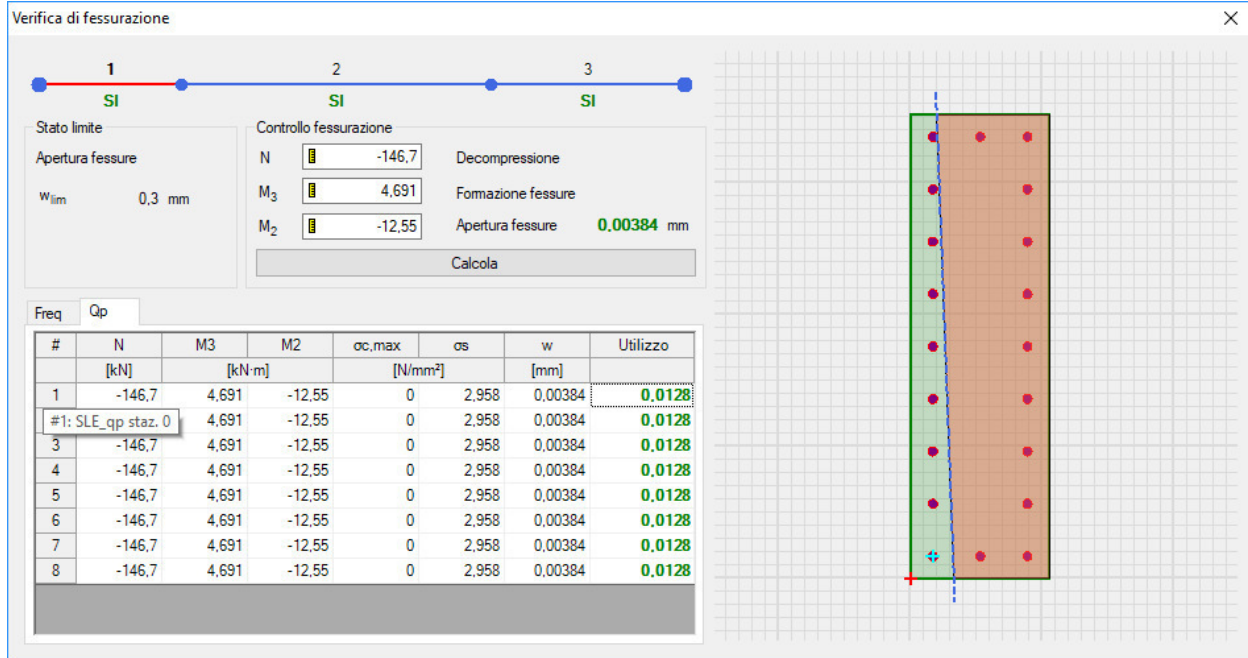 Verifica di fessurazione
1 2 3
SI SI SI
Stato limite
Apertura fessure
wlim 0,3 mm
Controllo fessurazione
N -146,7 Decompressione
M3 4,691 Formazione fessure
M2 -12,55 Apertura fessure 0,00384 mm
Calcola
Freq Qp
# N M3 M2 σc,max σs w Utilizzo
[kN] [kN·m] [N/mm²] [mm]
1 -146,7 4,691 -12,55 0 2,958 0,00384 0,0128
#1: SLE_qp staz. 0 4,691 -12,55 0 2,958 0,00384 0,0128
3 -146,7 4,691 -12,55 0 2,958 0,00384 0,0128
4 -146,7 4,691 -12,55 0 2,958 0,00384 0,0128
5 -146,7 4,691 -12,55 0 2,958 0,00384 0,0128
6 -146,7 4,691 -12,55 0 2,958 0,00384 0,0128
7 -146,7 4,691 -12,55 0 2,958 0,00384 0,0128
8 -146,7 4,691 -12,55 0 2,958 0,00384 0,0128